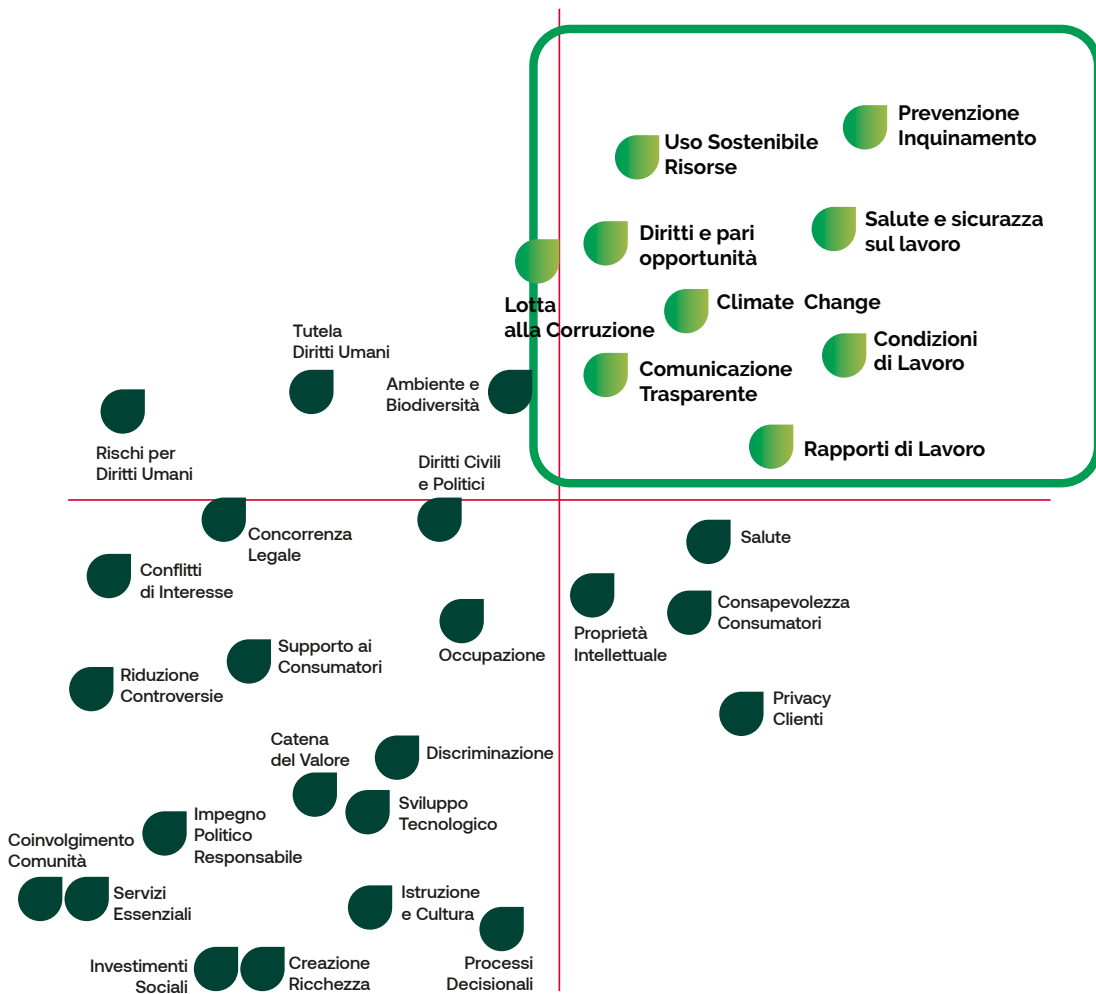 Prevenzione
Inquinamento
Uso Sostenibile
Risorse
Salute e sicurazza
sul lavoro
Diritti e pari
opportunità
Climate Change
Lotta
alla Corruzione
Condizioni
di Lavoro
Comunicazione
Trasparente
Rapporti di Lavoro
Tutela
Diritti Umani
Ambiente e
Biodiversità
Rischi per
Diritti Umani
Diritti Civili
e Politici
Concorrenza
Legale
Conflitti
di Interesse
Salute
Consapevolezza
Consumatori
Proprietà
Intellettuale
Occupazione
Supporto ai
Consumatori
Riduzione
Controversie
Privacy
Clienti
Catena
del Valore
Discriminazione
Sviluppo
Tecnologico
Impegno
Politico
Responsabile
Coinvolgimento
Comunità
Servizi
Essenziali
Istruzione
e Cultura
Processi
Decisionali
Investimenti
Sociali
Creazione
Ricchezza